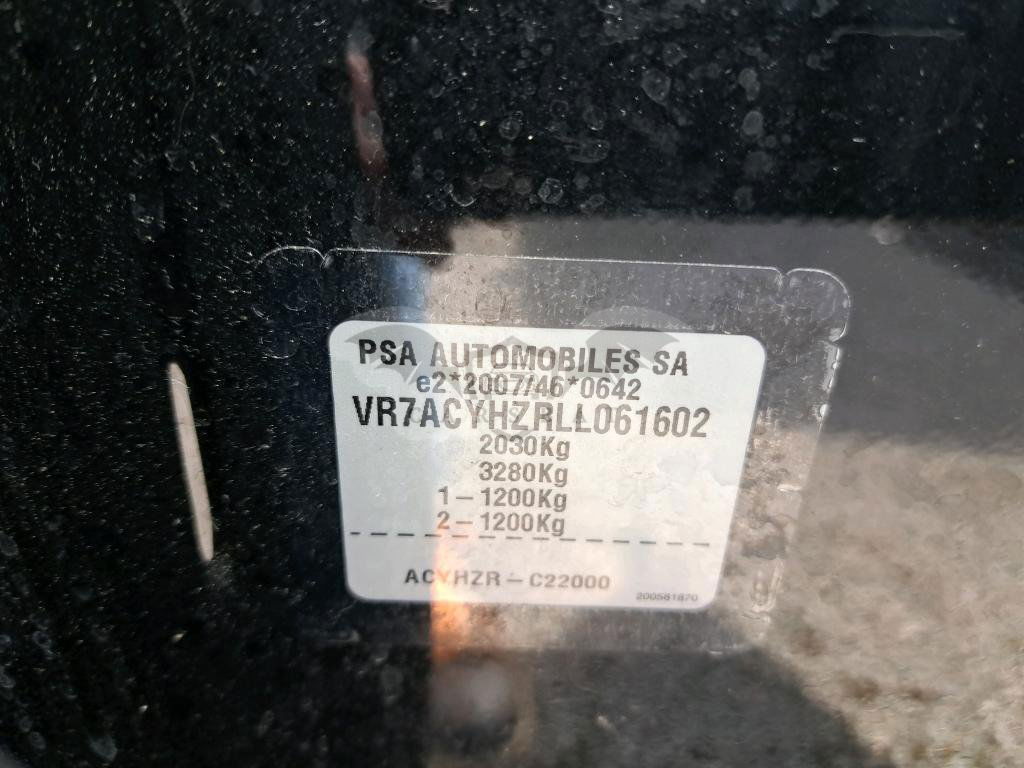 PSA AUTOMOBILES SA
e2*2007/46*0642
VR7ACYHZRLL061602
2030Kg
3280Kg
1-1200Kg
2-1200Kg
ACYHZR-C22000
200581870